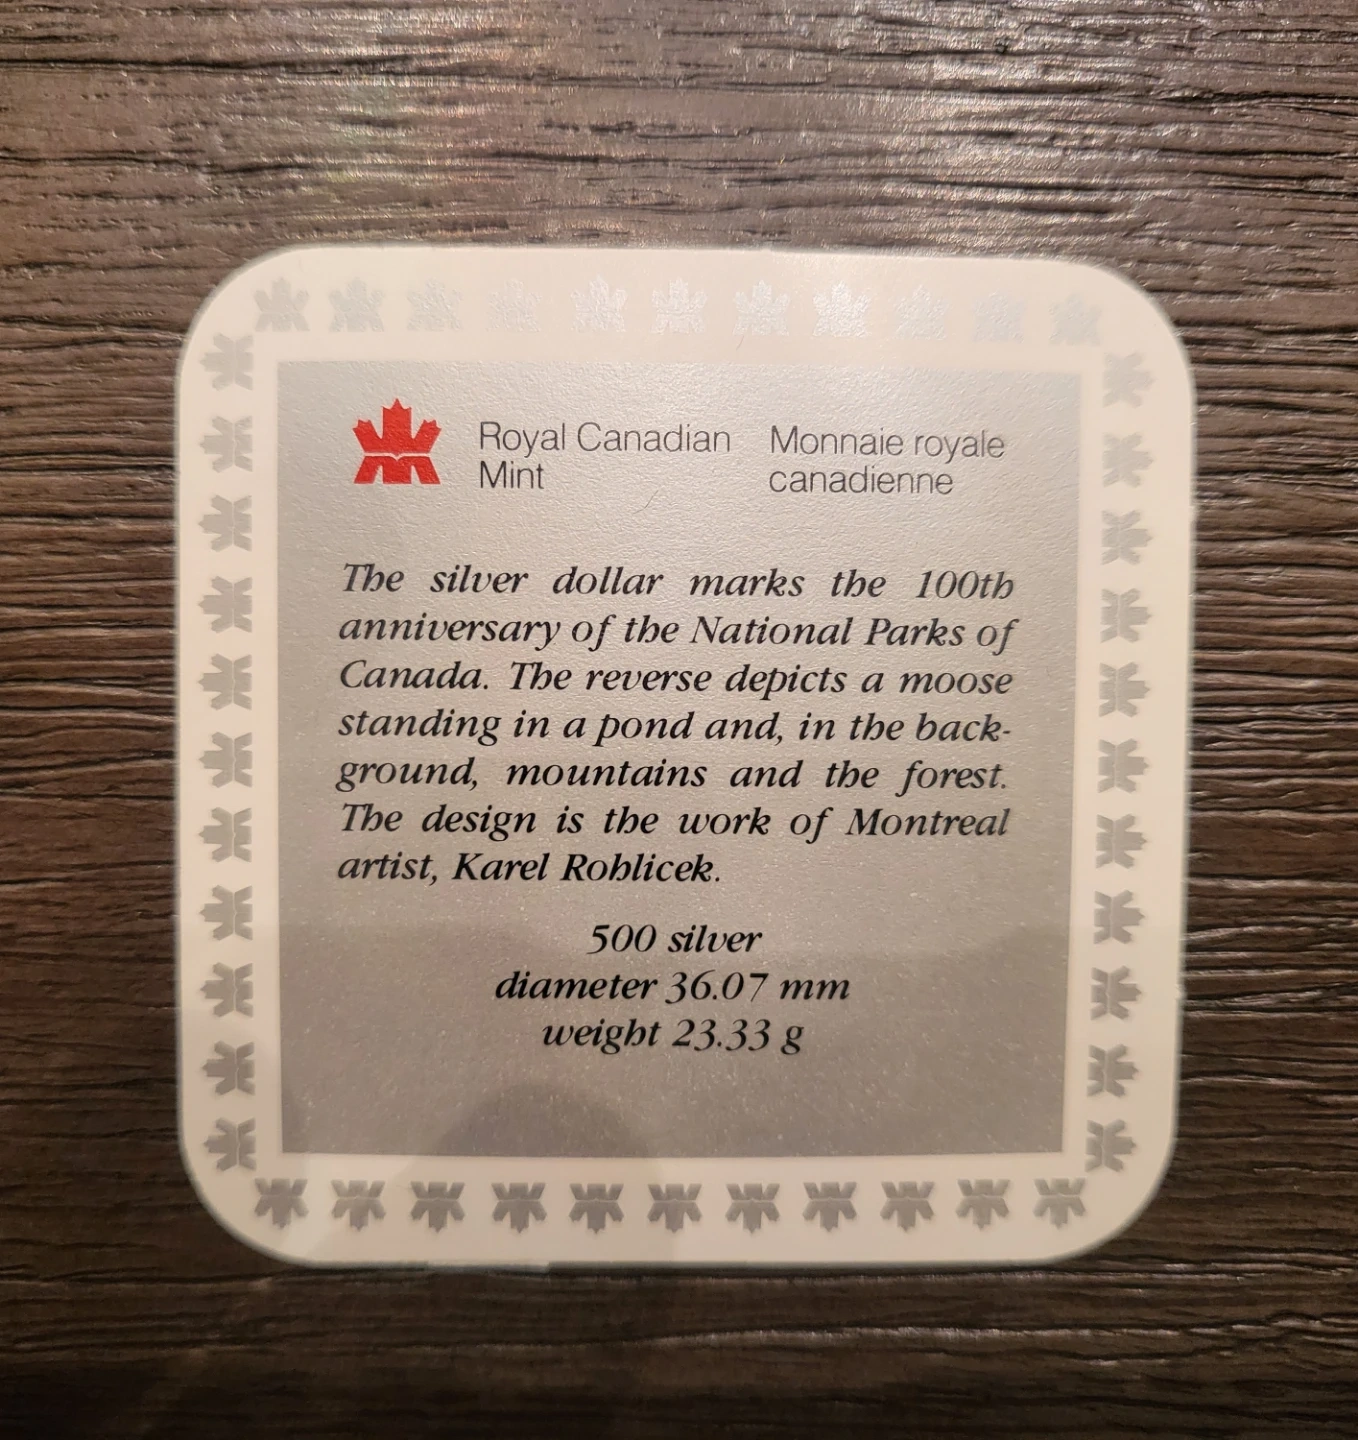 Royal Canadian Mint
Monnaie royale canadienne
The silver dollar marks the 100th
anniversary of the National Parks of
Canada. The reverse depicts a moose
standing in a pond and, in the back-
ground, mountains and the forest.
The design is the work of Montreal
artist, Karel Rohlicek.
500 silver
diameter 36.07 mm
weight 23.33 g